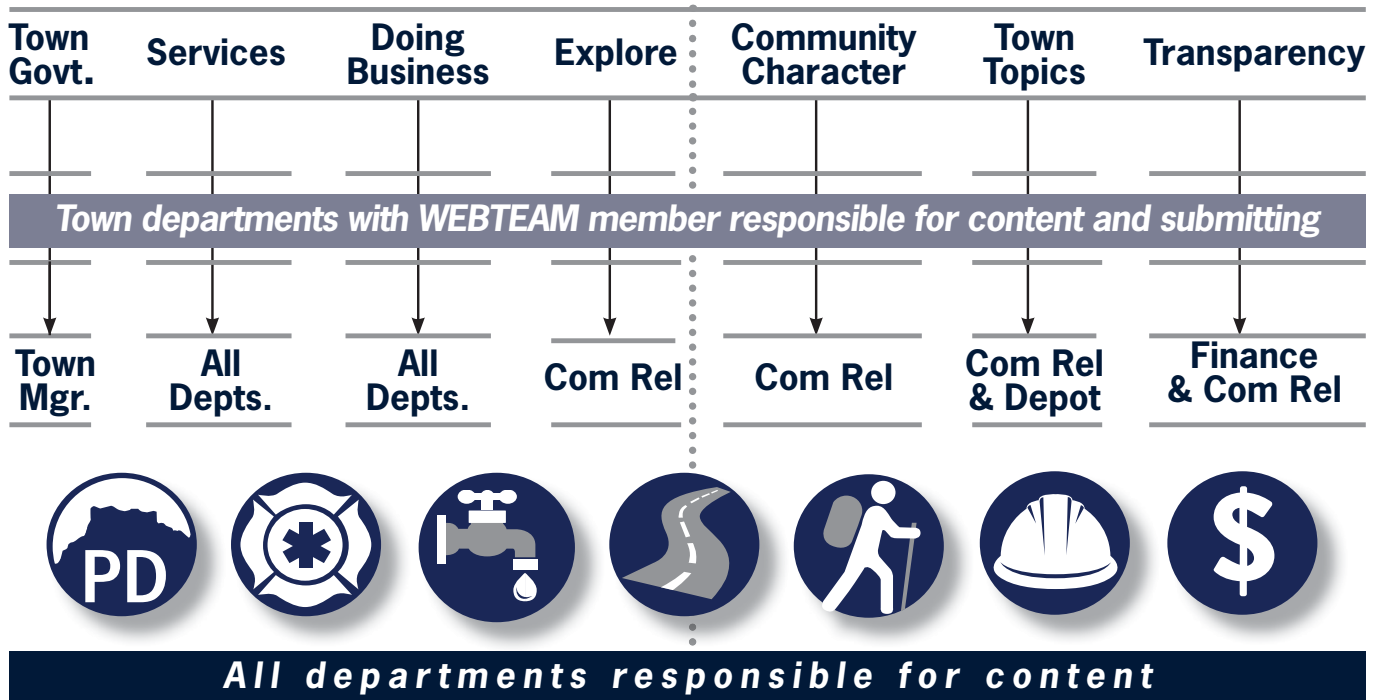 Town
Govt.
Services
Doing
Business
Explore
Community
Character
Town
Topics
Transparency
Town departments with WEBTEAM member responsible for content and submitting
Town
Mgr.
All
Depts.
All
Depts.
Com Rel
Com Rel
Com Rel
& Depot
Finance
& Com Rel
PD
$
All departments responsible for content